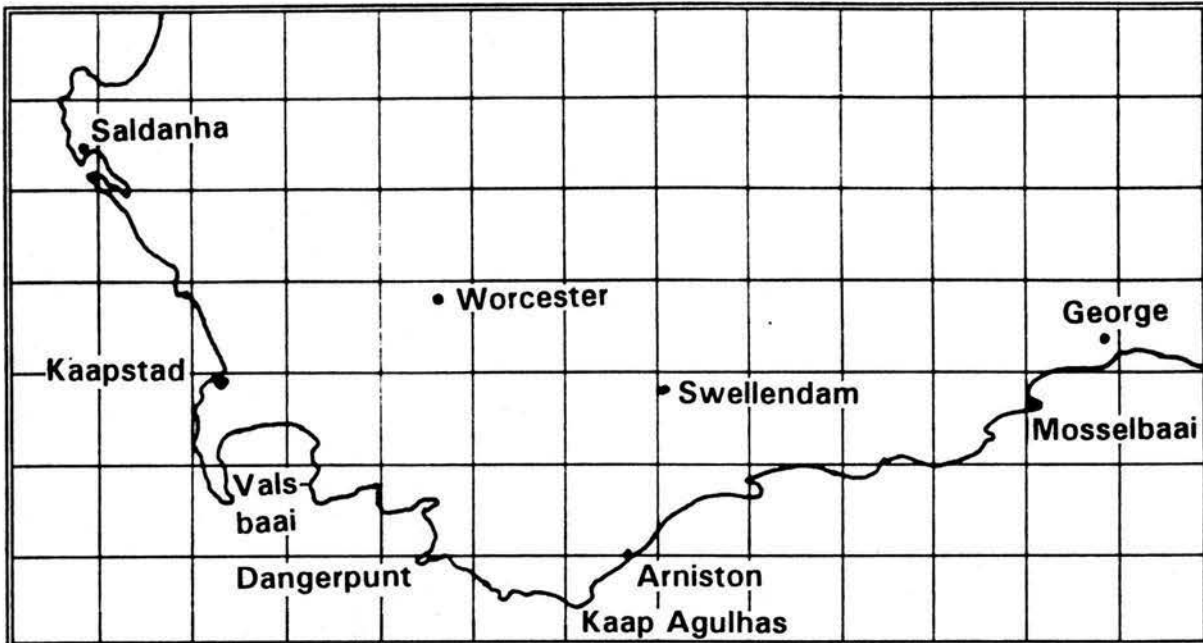 Saldanha
Worcester
George
Kaapstad
Swellendam
Mosselbaai
Vals-
baai
Dangerpunt
Arniston
Kaap Agulhas